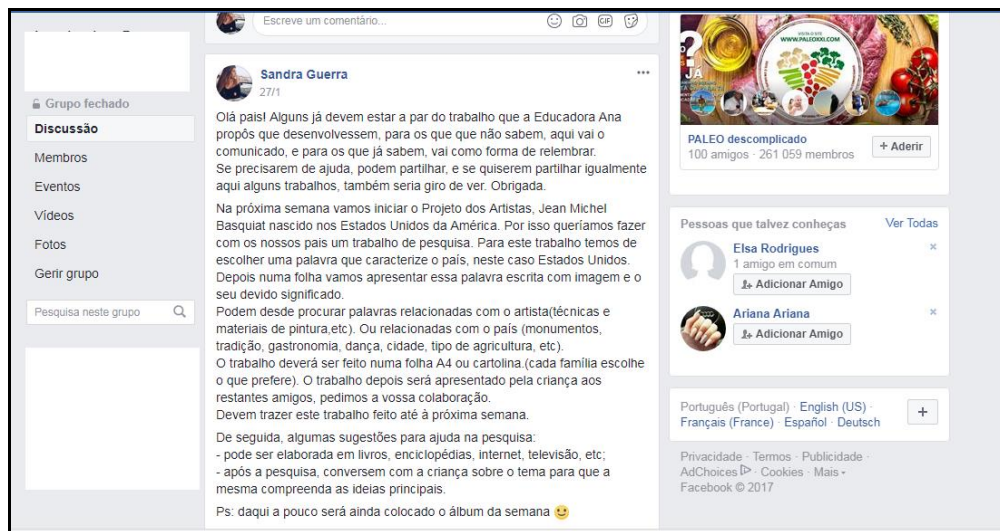 Escreve um comentário...
GIF
Grupo fechado
Discussão
Membros
Eventos
Vídeos
Fotos
Gerir grupo
Pesquisa neste grupo
Sandra Guerra
27/1
Olá pais! Alguns já devem estar a par do trabalho que a Educadora Ana
propôs que desenvolvessem, para os que que não sabem, aqui vai o
comunicado, e para os que já sabem, vai como forma de relembrar.
Se precisarem de ajuda, podem partilhar, e se quiserem partilhar igualmente
aqui alguns trabalhos, também seria giro de ver. Obrigada.
Na próxima semana vamos iniciar o Projeto dos Artistas, Jean Michel
Basquiat nascido nos Estados Unidos da América. Por isso queríamos fazer
com os nossos pais um trabalho de pesquisa. Para este trabalho temos de
escolher uma palavra que caracterize o país, neste caso Estados Unidos.
Depois numa folha vamos apresentar essa palavra escrita com imagem e o
seu devido significado.
Podem desde procurar palavras relacionadas com o artista(técnicas e
materiais de pintura,etc). Ou relacionadas com o país (monumentos,
tradição, gastronomia, dança, cidade, tipo de agricultura, etc).
O trabalho deverá ser feito numa folha A4 ou cartolina.(cada família escolhe
o que prefere). O trabalho depois será apresentado pela criança aos
restantes amigos, pedimos a vossa colaboração.
Devem trazer este trabalho feito até à próxima semana.
De seguida, algumas sugestões para ajuda na pesquisa:
- pode ser elaborada em livros, enciclopédias, internet, televisão, etc;
- após a pesquisa, conversem com a criança sobre o tema para que a
mesma compreenda as ideias principais.
Ps: daqui a pouco será ainda colocado o álbum da semana
WWW.PALEOXXI.COM
?
JÁ
PALEO descomplicado
100 amigos · 261 059 membros
+ Aderir
Pessoas que talvez conheças
Ver Todas
Elsa Rodrigues
1 amigo em comum
Adicionar Amigo
Ariana Ariana
Adicionar Amigo
Português (Portugal) · English (US) ·
Français (France) · Español · Deutsch
+
Privacidade · Termos · Publicidade ·
AdChoices · Cookies · Mais
Facebook © 2017